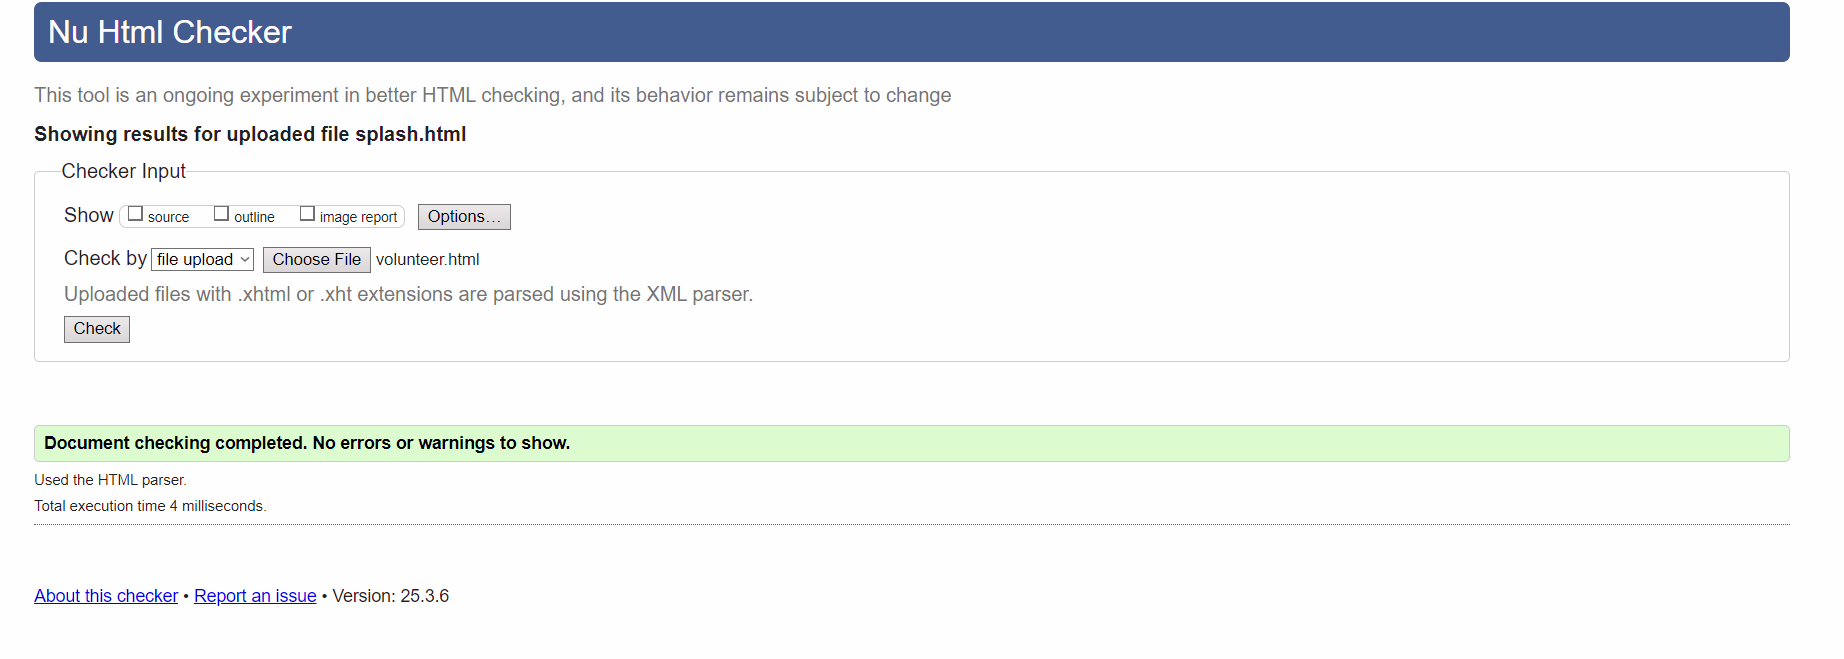 Nu Html Checker
This tool is an ongoing experiment in better HTML checking, and its behavior remains subject to change
Showing results for uploaded file splash.html
Checker Input
Show source outline image report Options…
Check by file upload Choose File volunteer.html
Uploaded files with .xhtml or .xht extensions are parsed using the XML parser.
Check
Document checking completed. No errors or warnings to show.
Used the HTML parser.
Total execution time 4 milliseconds.
About this checker • Report an issue • Version: 25.3.6